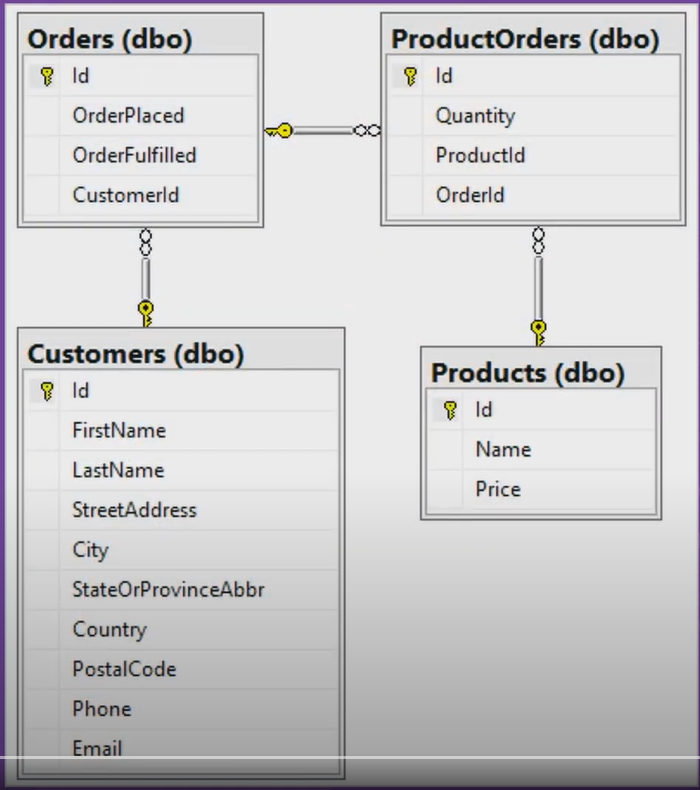 Orders (dbo)
Id
OrderPlaced
OrderFulfilled
CustomerId
ProductOrders (dbo)
Id
Quantity
ProductId
OrderId
Customers (dbo)
Id
FirstName
LastName
StreetAddress
City
StateOrProvinceAbbr
Country
PostalCode
Phone
Email
Products (dbo)
Id
Name
Price